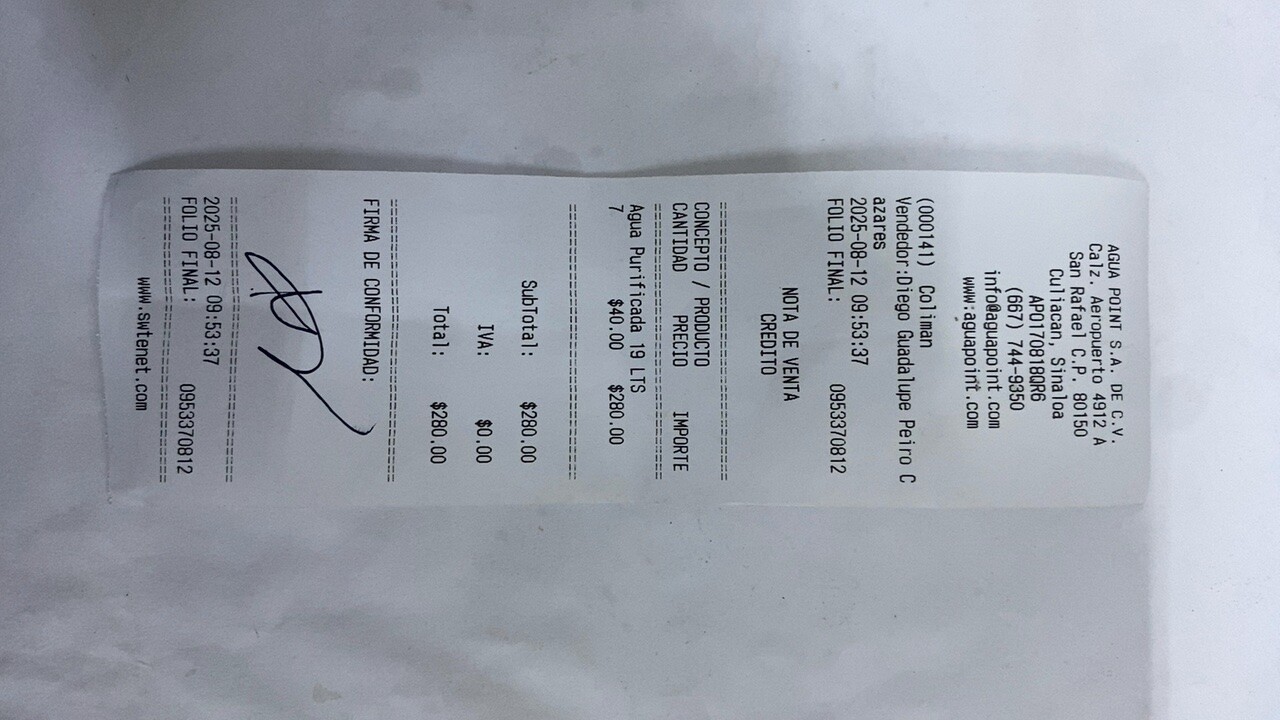 AGUA POINT S.A. DE C.V.
Calz. Aeropuerto 4912 A
San Rafael C.P. 80150
Culiacan, Sinaloa
APO170818QR6
(667) 744-9350
info@aguapoint.com
www.aguapoint.com
(000141) Coliman
Vendedor:Diego Guadalupe Peiro C
azares
2025-08-12 09:53:37
FOLIO FINAL: 0953370812
NOTA DE VENTA
CREDITO
================================
CONCEPTO / PRODUCTO
CANTIDAD PRECIO IMPORTE
================================
Agua Purificada 19 LTS
7 $40.00 $280.00
================================
SubTotal: $280.00
IVA: $0.00
Total: $280.00
================================
FIRMA DE CONFORMIDAD:
================================
2025-08-12 09:53:37
FOLIO FINAL: 0953370812
================================
www.swtenet.com